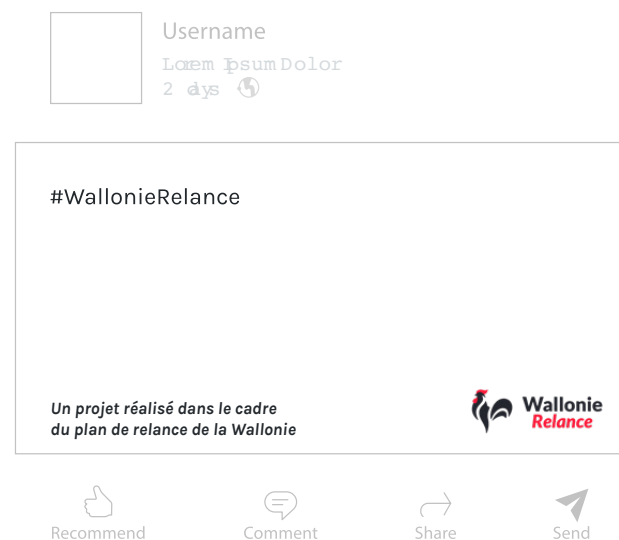 Username
Lorem Ipsum Dolor
2 days
#WallonieRelance
Un projet réalisé dans le cadre
du plan de relance de la Wallonie
Wallonie
Relance
Recommend Comment Share Send